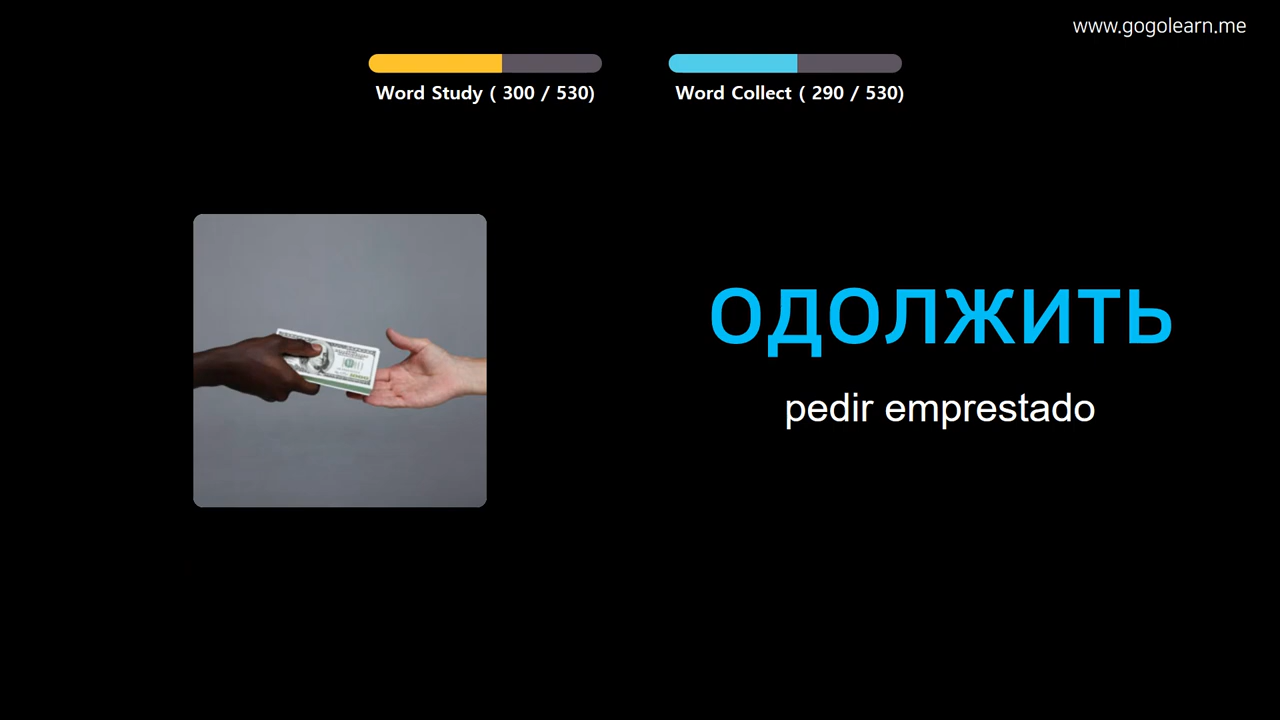 www.gogolearn.me
Word Study ( 300 / 530)
Word Collect ( 290 / 530)
одолжить
pedir emprestado